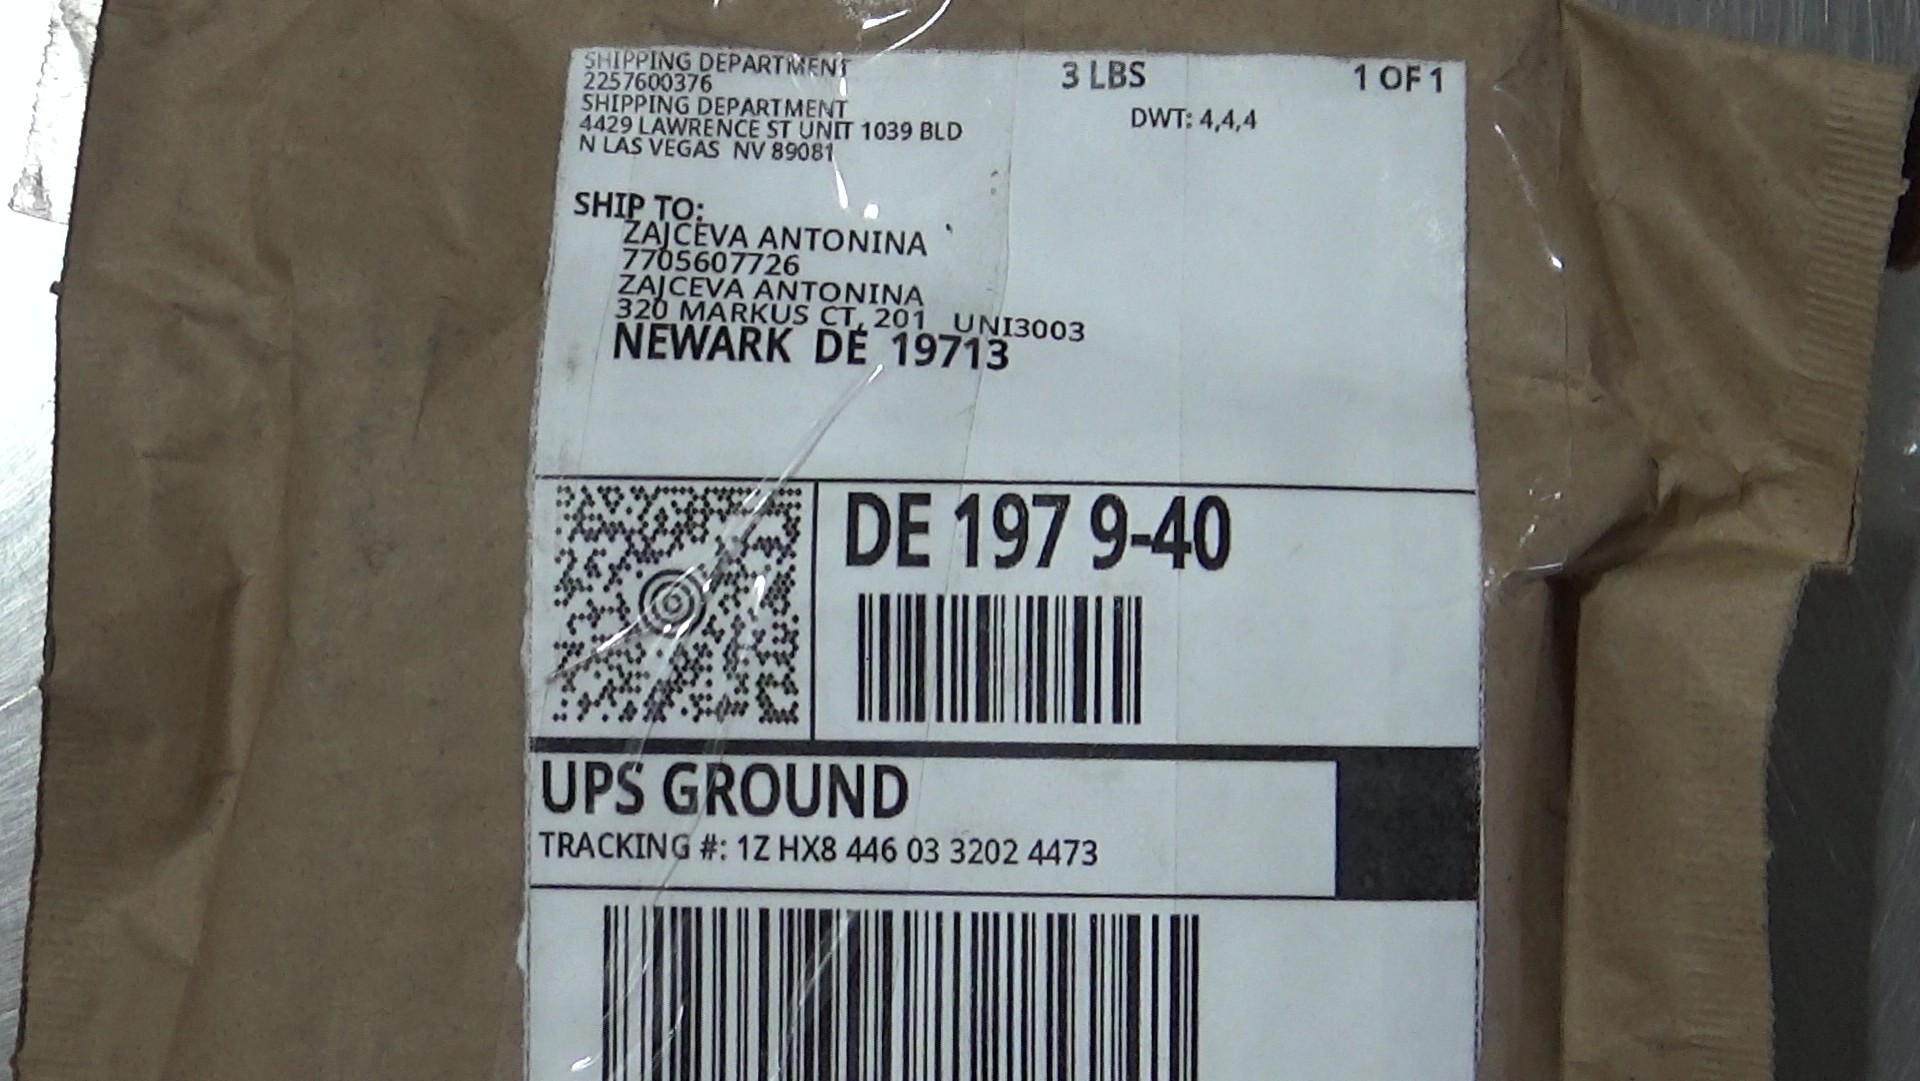 SHIPPING DEPARTMENT
2257600376
SHIPPING DEPARTMENT
4429 LAWRENCE ST UNIT 1039 BLD
N LAS VEGAS NV 89081
3 LBS
1 OF 1
DWT: 4,4,4
SHIP TO:
ZAJCEVA ANTONINA
7705607726
ZAJCEVA ANTONINA
320 MARKUS CT, 201 UNI3003
NEWARK DE 19713
DE 197 9-40
UPS GROUND
TRACKING #: 1Z HX8 446 03 3202 4473